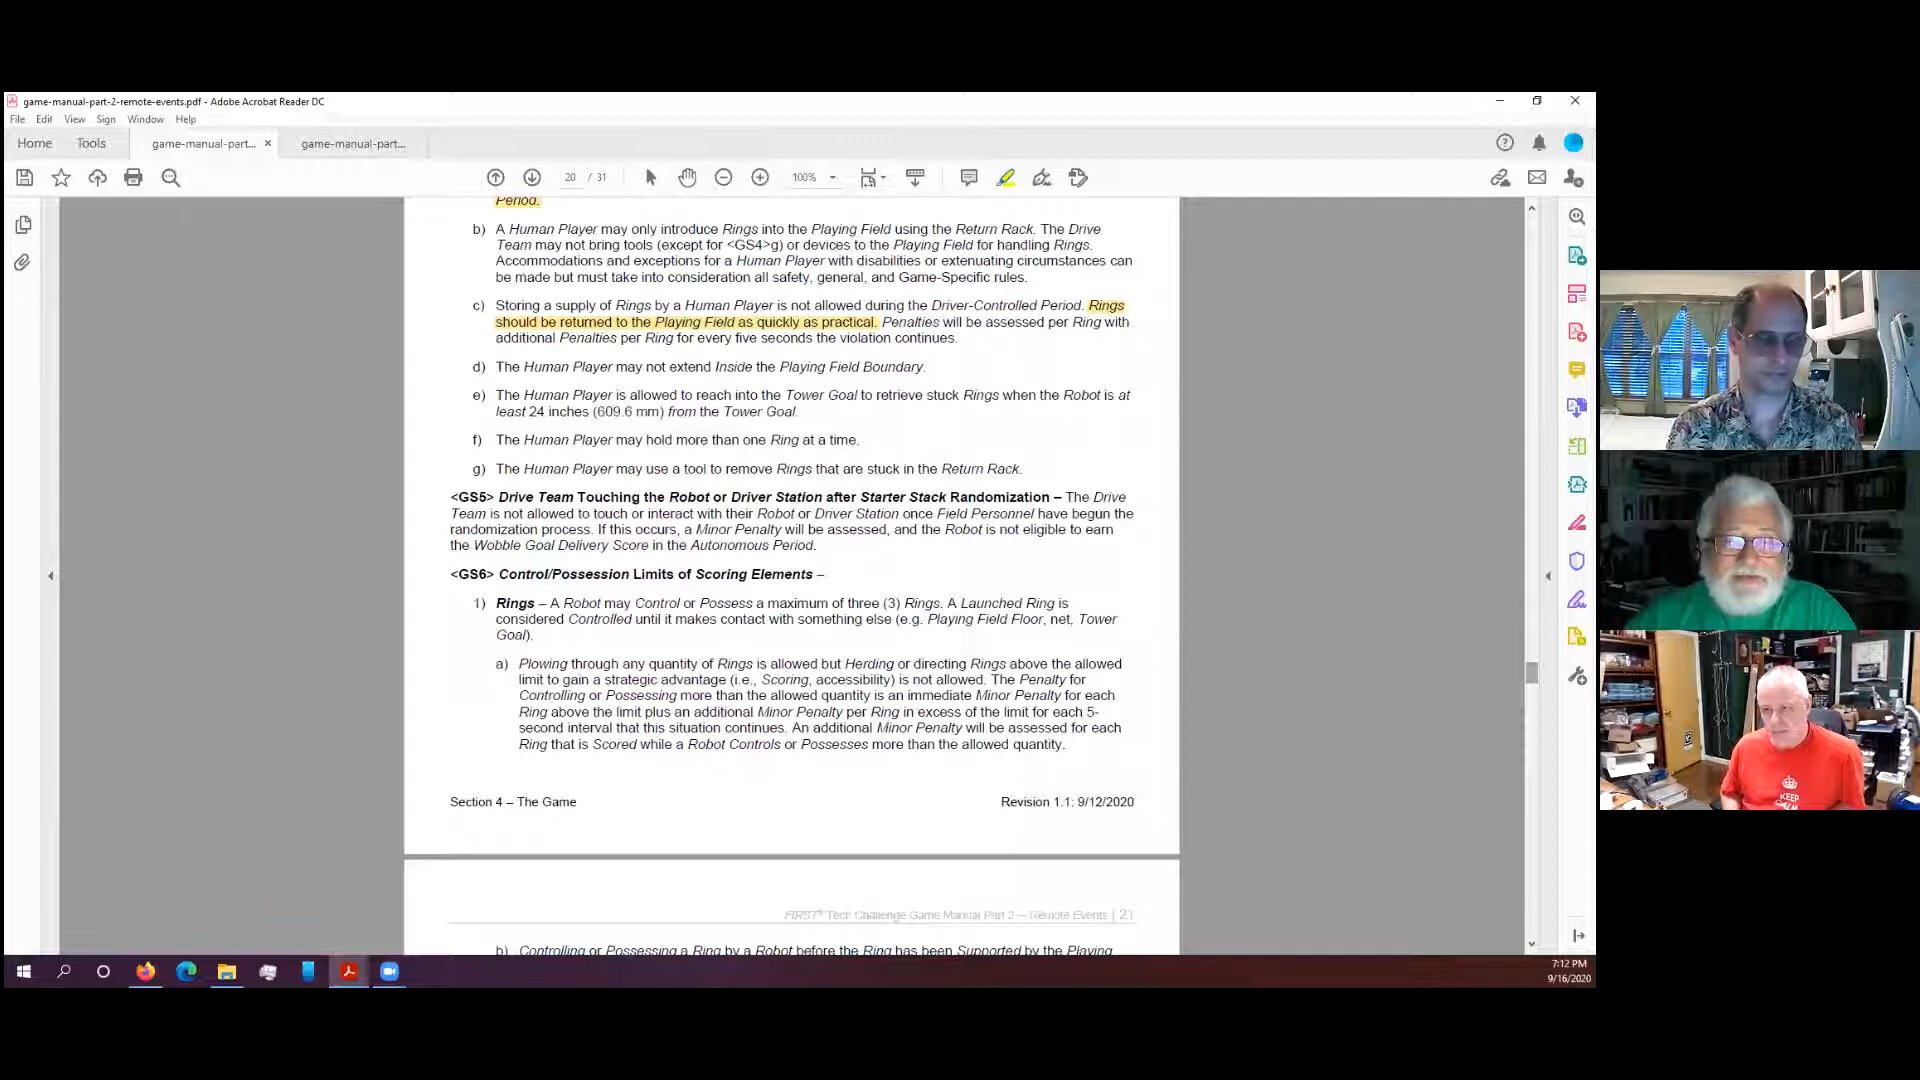 game-manual-part-2-remote-events.pdf - Adobe Acrobat Reader DC
File Edit View Sign Window Help
Home Tools game-manual-part... × game-manual-part...
20 / 31 100%
Period.
b) A Human Player may only introduce Rings into the Playing Field using the Return Rack. The Drive
Team may not bring tools (except for <GS4>g) or devices to the Playing Field for handling Rings.
Accommodations and exceptions for a Human Player with disabilities or extenuating circumstances can
be made but must take into consideration all safety, general, and Game-Specific rules.
c) Storing a supply of Rings by a Human Player is not allowed during the Driver-Controlled Period. Rings
should be returned to the Playing Field as quickly as practical. Penalties will be assessed per Ring with
additional Penalties per Ring for every five seconds the violation continues.
d) The Human Player may not extend Inside the Playing Field Boundary.
e) The Human Player is allowed to reach into the Tower Goal to retrieve stuck Rings when the Robot is at
least 24 inches (609.6 mm) from the Tower Goal.
f) The Human Player may hold more than one Ring at a time.
g) The Human Player may use a tool to remove Rings that are stuck in the Return Rack.
<GS5> Drive Team Touching the Robot or Driver Station after Starter Stack Randomization – The Drive
Team is not allowed to touch or interact with their Robot or Driver Station once Field Personnel have begun the
randomization process. If this occurs, a Minor Penalty will be assessed, and the Robot is not eligible to earn
the Wobble Goal Delivery Score in the Autonomous Period.
<GS6> Control/Possession Limits of Scoring Elements –
1) Rings – A Robot may Control or Possess a maximum of three (3) Rings. A Launched Ring is
considered Controlled until it makes contact with something else (e.g. Playing Field Floor, net, Tower
Goal).
a) Plowing through any quantity of Rings is allowed but Herding or directing Rings above the allowed
limit to gain a strategic advantage (i.e., Scoring, accessibility) is not allowed. The Penalty for
Controlling or Possessing more than the allowed quantity is an immediate Minor Penalty for each
Ring above the limit plus an additional Minor Penalty per Ring in excess of the limit for each 5-
second interval that this situation continues. An additional Minor Penalty will be assessed for each
Ring that is Scored while a Robot Controls or Possesses more than the allowed quantity.
Section 4 – The Game Revision 1.1: 9/12/2020
FIRST® Tech Challenge Game Manual Part 2 – Remote Events | 21
b) Controlling or Possessing a Ring by a Robot before the Ring has been Supported by the Playing
7:12 PM
9/16/2020
KEEP
CALM